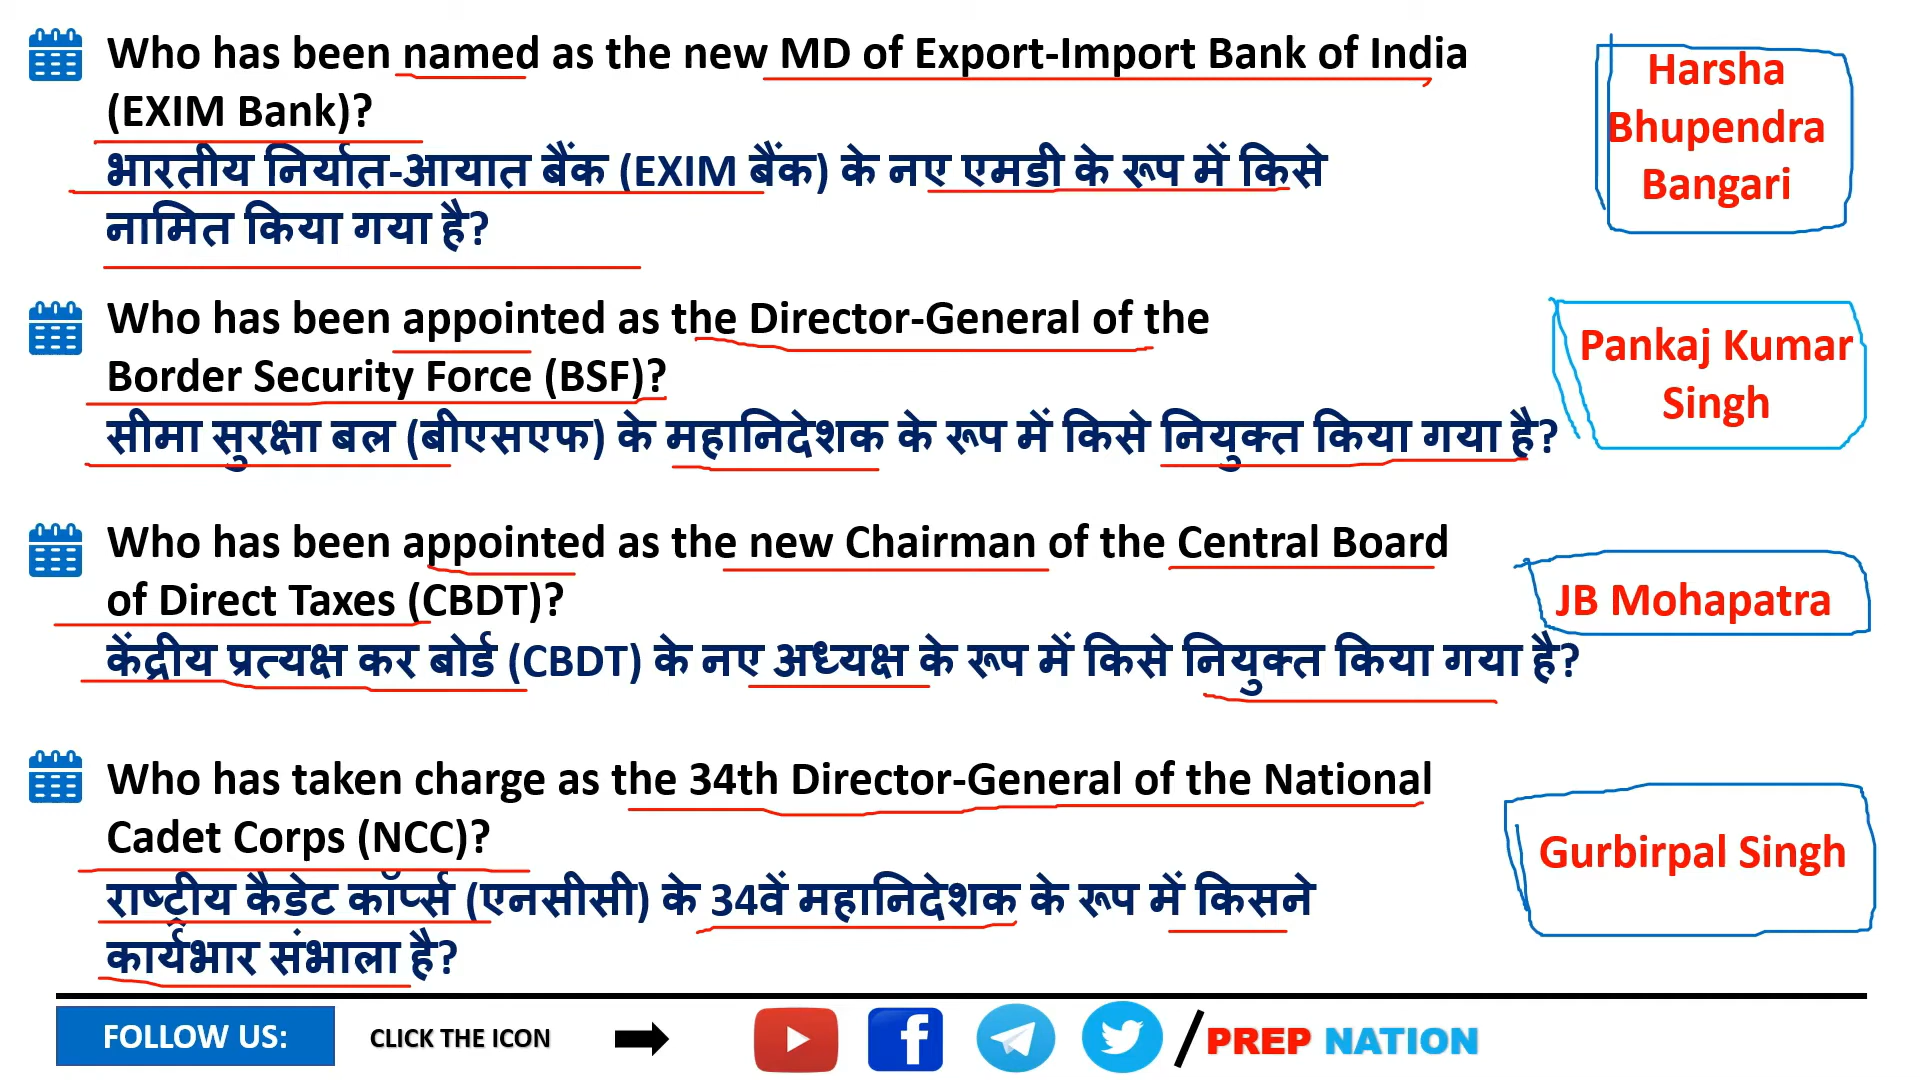 Who has been named as the new MD of Export-Import Bank of India
(EXIM Bank)?
भारतीय निर्यात-आयात बैंक (EXIM बैंक) के नए एमडी के रूप में किसे
नामित किया गया है?
Harsha
Bhupendra
Bangari
Who has been appointed as the Director-General of the
Border Security Force (BSF)?
सीमा सुरक्षा बल (बीएसएफ) के महानिदेशक के रूप में किसे नियुक्त किया गया है?
Pankaj Kumar
Singh
Who has been appointed as the new Chairman of the Central Board
of Direct Taxes (CBDT)?
केंद्रीय प्रत्यक्ष कर बोर्ड (CBDT) के नए अध्यक्ष के रूप में किसे नियुक्त किया गया है?
JB Mohapatra
Who has taken charge as the 34th Director-General of the National
Cadet Corps (NCC)?
राष्ट्रीय कैडेट कॉर्प्स (एनसीसी) के 34वें महानिदेशक के रूप में किसने
कार्यभार संभाला है?
Gurbirpal Singh
FOLLOW US: CLICK THE ICON /PREP NATION